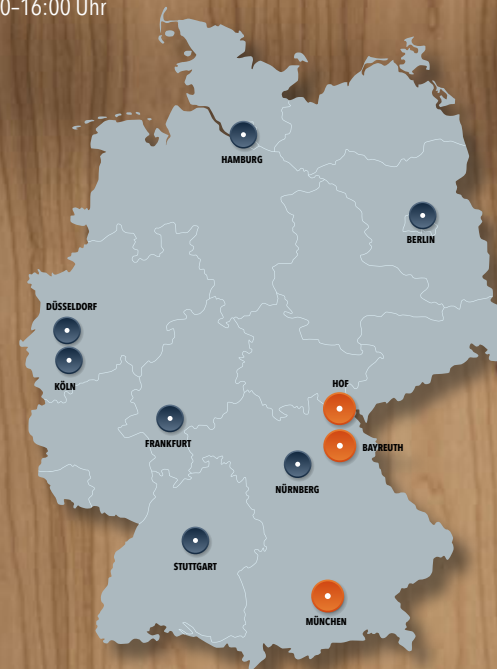 0–16:00 Uhr
HAMBURG
BERLIN
DÜSSELDORF
KÖLN
HOF
FRANKFURT
BAYREUTH
NÜRNBERG
STUTTGART
MÜNCHEN